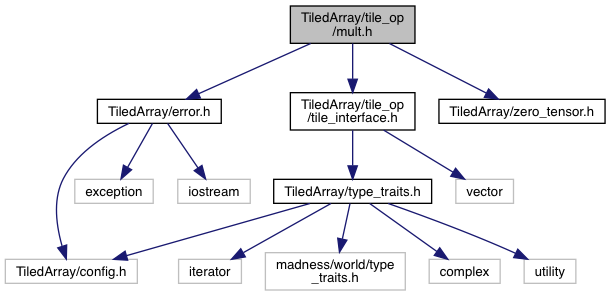 TiledArray/tile_op
/mult.h
TiledArray/error.h
TiledArray/tile_op
/tile_interface.h
TiledArray/zero_tensor.h
exception
iostream
TiledArray/type_traits.h
vector
TiledArray/config.h
iterator
madness/world/type
_traits.h
complex
utility